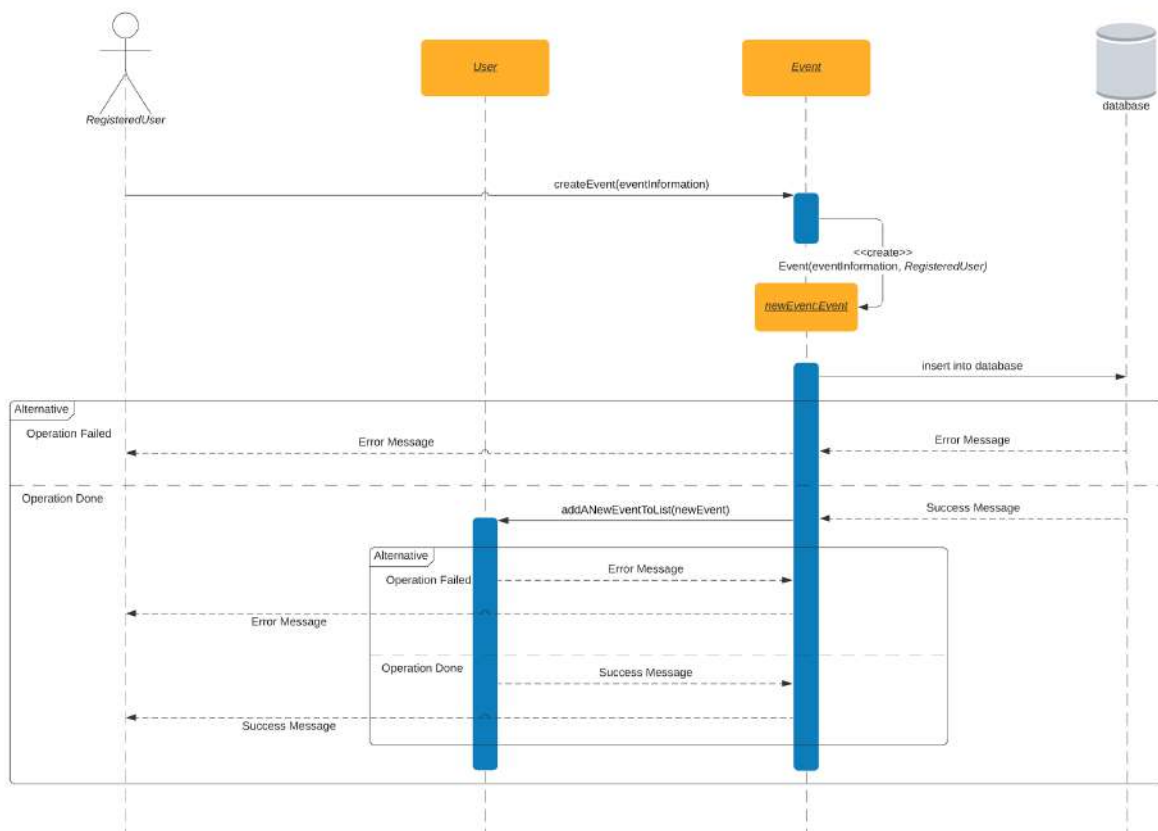 User
Event
RegisteredUser
database
createEvent(eventInformation)
<<create>>
Event(eventInformation, RegisteredUser)
newEvent:Event
insert into database
Alternative
Operation Failed
Error Message
Error Message
Operation Done
addANewEventToList(newEvent)
Success Message
Alternative
Operation Failed
Error Message
Error Message
Operation Done
Success Message
Success Message